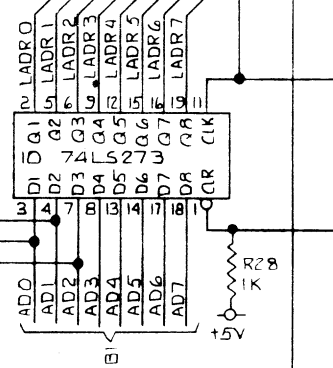 LADR0 LADR1 LADR2 LADR3 LADR4 LADR5 LADR6 LADR7
2 5 6 9 12 15 16 19 11
Q1 Q2 Q3 Q4 Q5 Q6 Q7 Q8 CLK
1D 74LS273
D1 D2 D3 D4 D5 D6 D7 D8 CLR
3 4 7 8 13 14 17 18 1
R28
1K
+5V
AD0 AD1 AD2 AD3 AD4 AD5 AD6 AD7